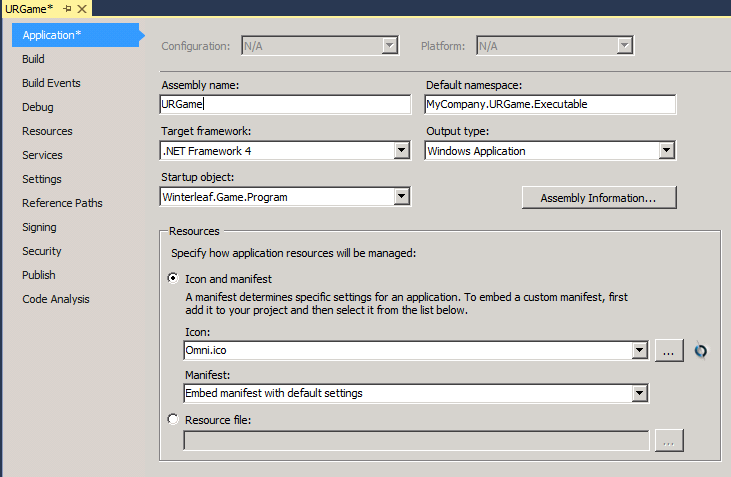 URGame*
Application*
Build
Build Events
Debug
Resources
Services
Settings
Reference Paths
Signing
Security
Publish
Code Analysis
Configuration: N/A Platform: N/A
Assembly name: Default namespace:
URGame MyCompany.URGame.Executable
Target framework: Output type:
.NET Framework 4 Windows Application
Startup object:
Winterleaf.Game.Program Assembly Information...
Resources
Specify how application resources will be managed:
Icon and manifest
A manifest determines specific settings for an application. To embed a custom manifest, first
add it to your project and then select it from the list below.
Icon:
Omni.ico ...
Manifest:
Embed manifest with default settings
Resource file:
...